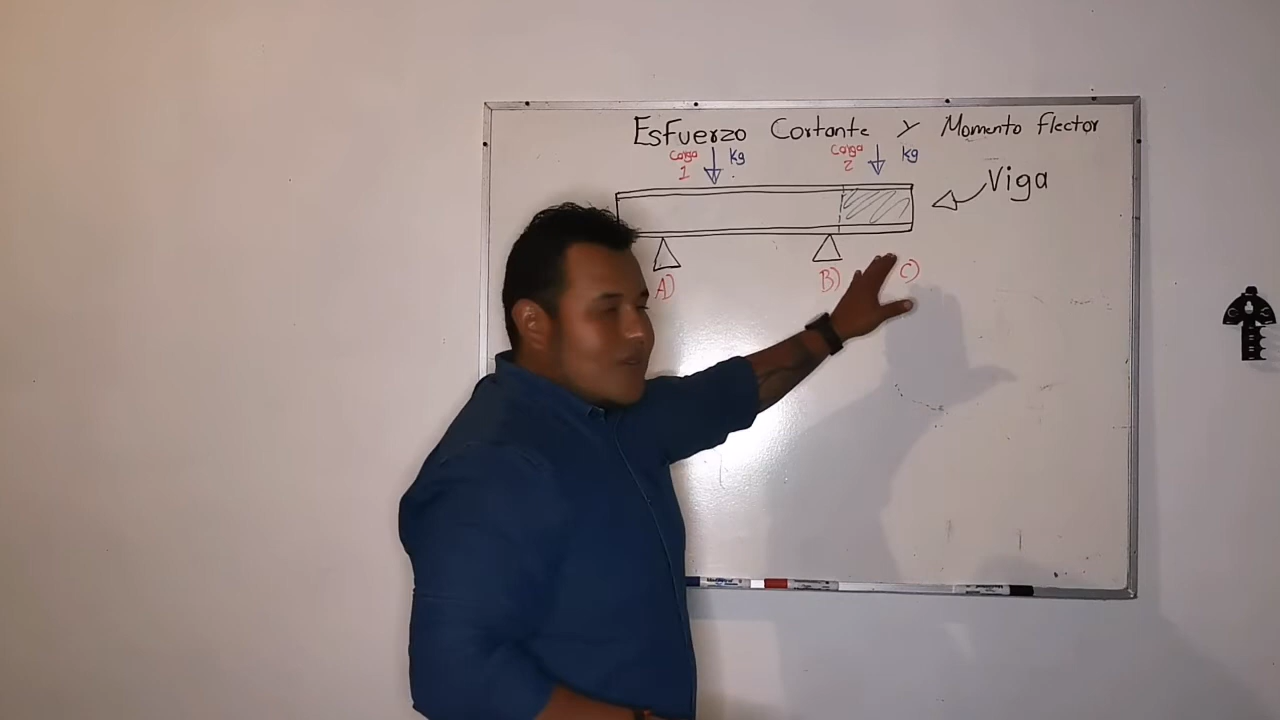 Esfuerzo Cortante y Momento flector
Carga 1 kg
Carga 2 kg
Viga
A) B) C)